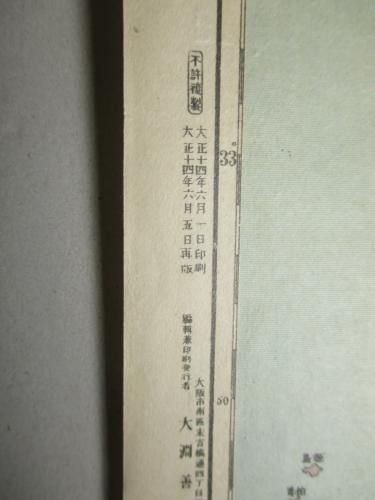 不許複製
大正十四年六月一日印刷
大正十四年六月五日再版
大阪市南區末吉橋通四丁目
編輯兼印刷發行者
大淵善
33°
50